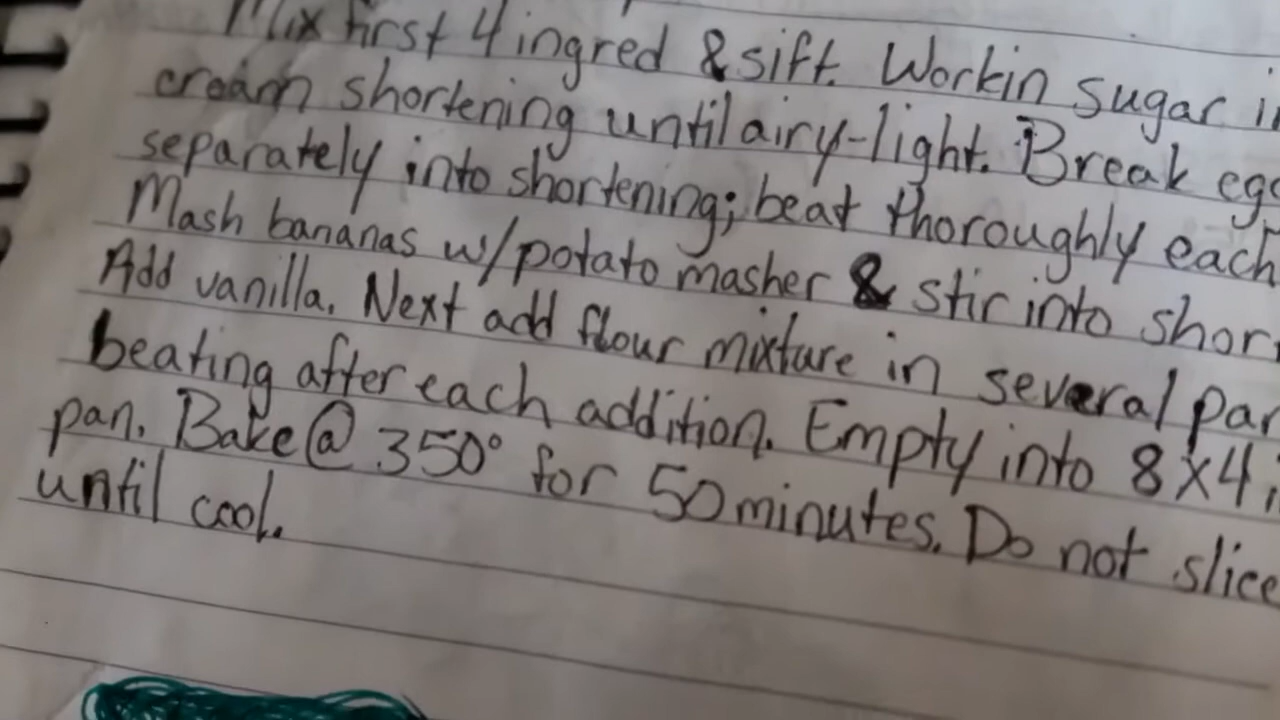 Mix first 4 ingred & sift. Work in sugar
cream shortening until airy-light. Break
separately into shortening; beat thoroughly each
Mash bananas w/potato masher & stir into
Add vanilla. Next add flour mixture in several
beating after each addition. Empty into 8x4
pan. Bake @ 350° for 50 minutes. Do not slice
until cool.